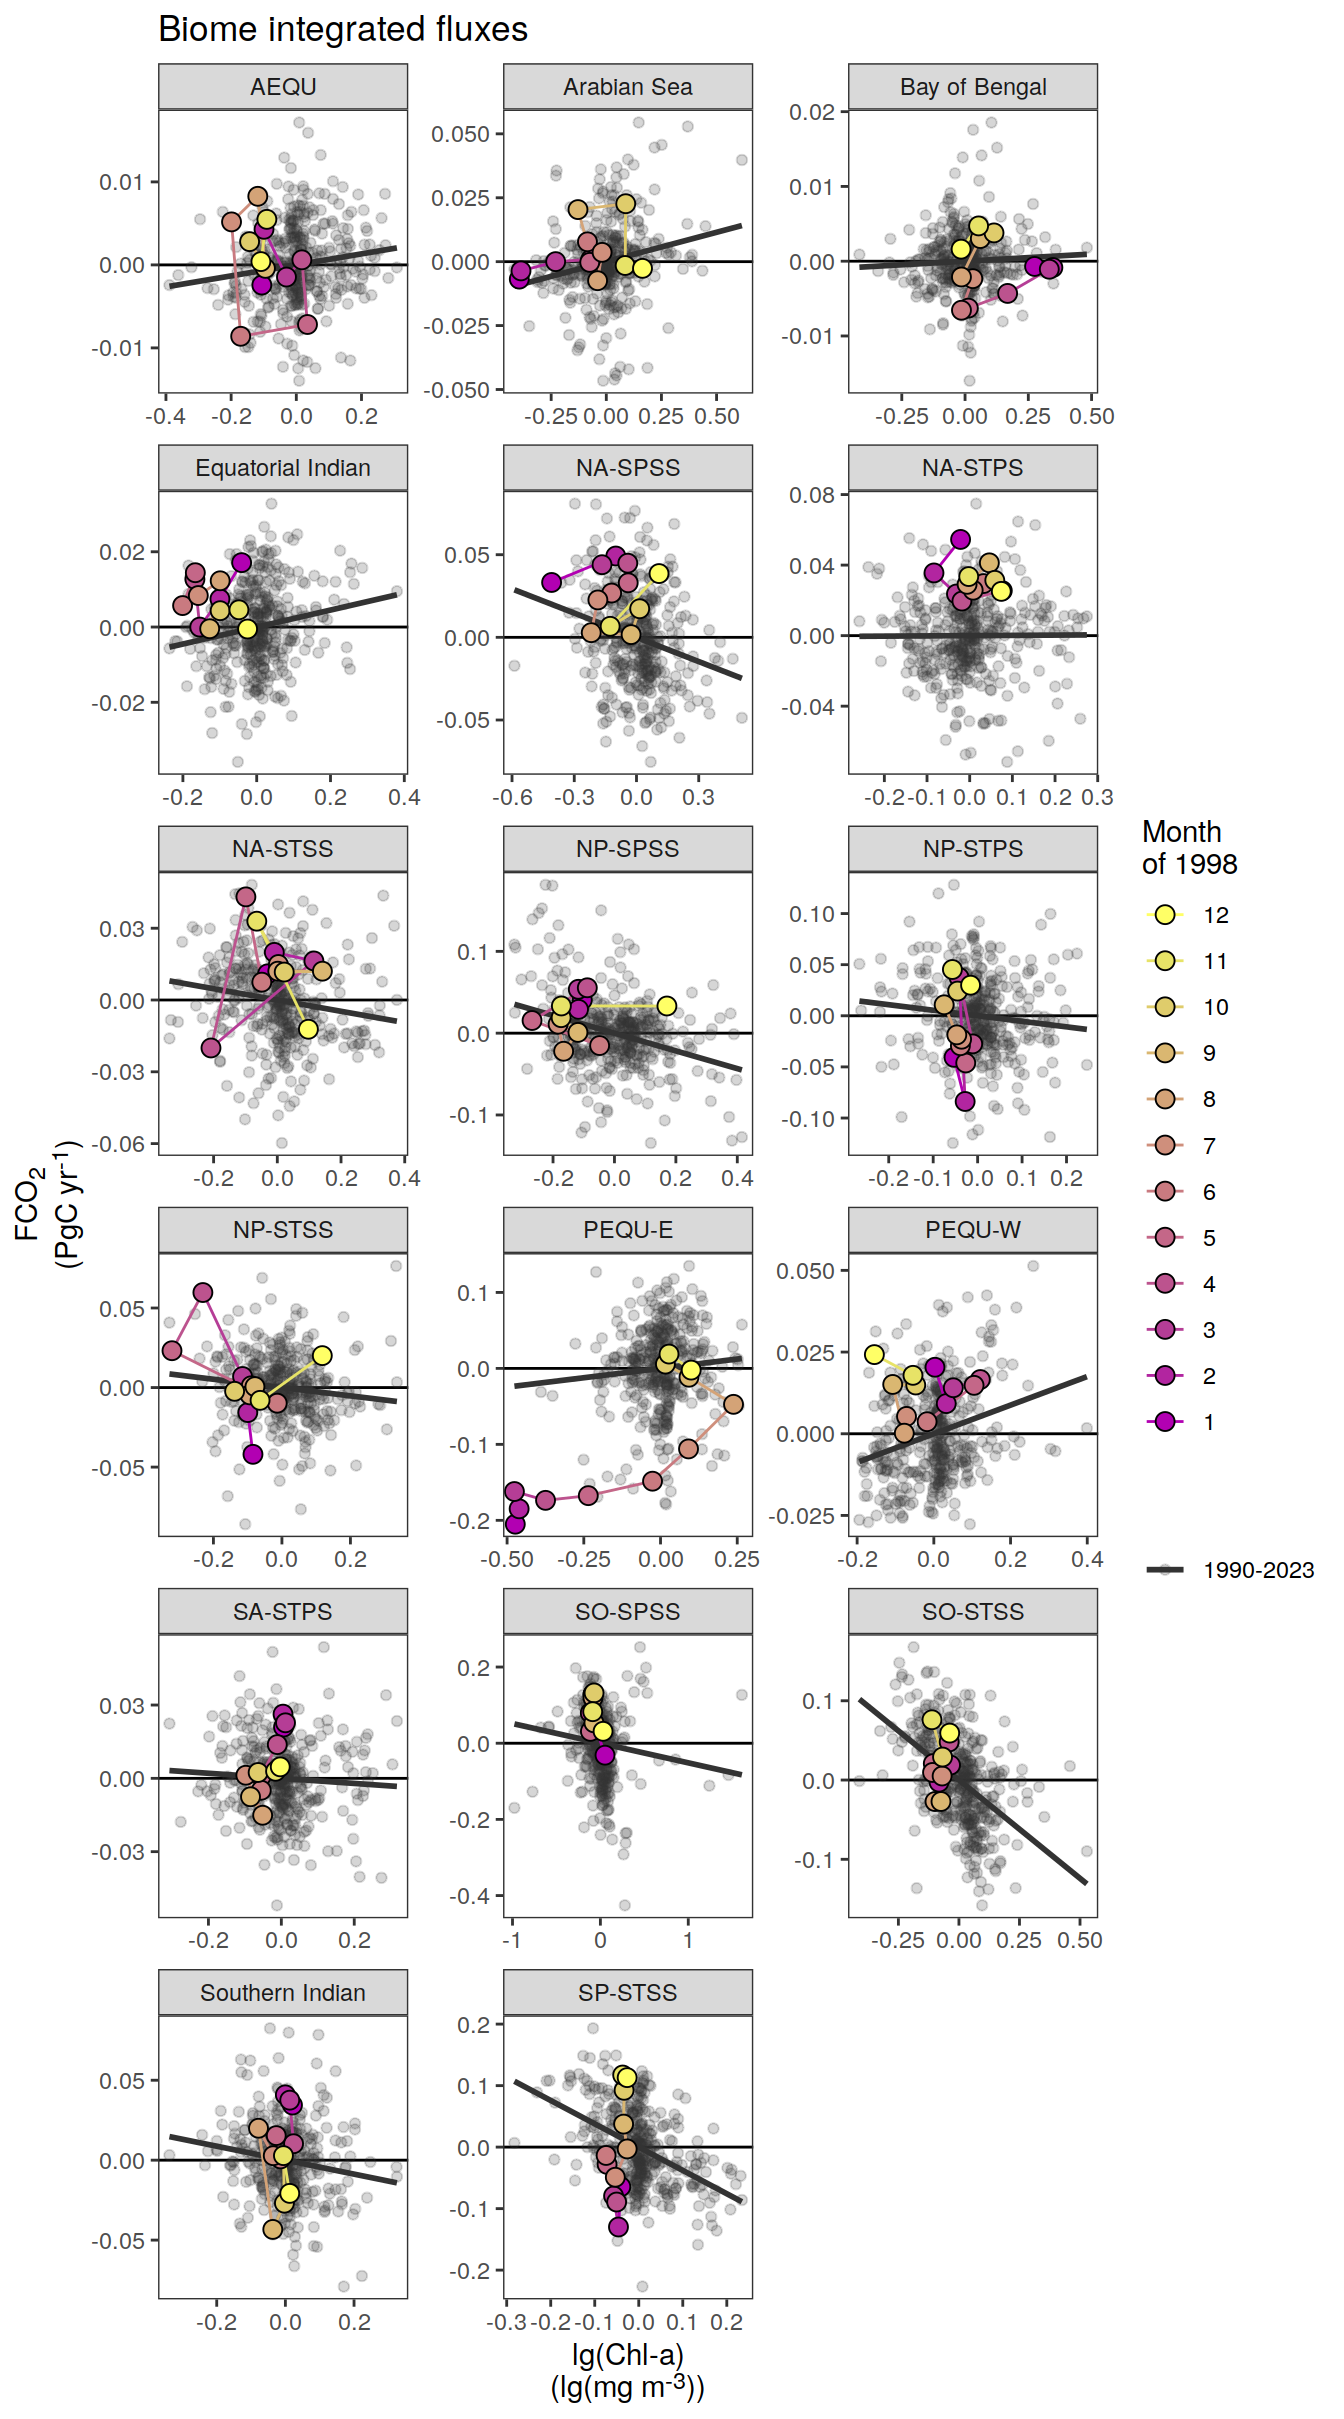 Biome integrated fluxes
AEQU
Arabian Sea
Bay of Bengal
0.01
0.00
-0.01
-0.4 -0.2 0.0 0.2
0.050
0.025
0.000
-0.025
-0.050
-0.25 0.00 0.25 0.50
0.02
0.01
0.00
-0.01
-0.25 0.00 0.25 0.50
Equatorial Indian
NA-SPSS
NA-STPS
0.02
0.00
-0.02
-0.2 0.0 0.2 0.4
0.05
0.00
-0.05
-0.6 -0.3 0.0 0.3
0.08
0.04
0.00
-0.04
-0.2 -0.1 0.0 0.1 0.2 0.3
NA-STSS
NP-SPSS
NP-STPS
0.03
0.00
-0.03
-0.06
-0.2 0.0 0.2 0.4
0.1
0.0
-0.1
-0.2 0.0 0.2 0.4
0.10
0.05
0.00
-0.05
-0.10
-0.2 -0.1 0.0 0.1 0.2
NP-STSS
PEQU-E
PEQU-W
0.05
0.00
-0.05
-0.2 0.0 0.2
0.1
0.0
-0.1
-0.2
-0.50 -0.25 0.00 0.25
0.050
0.025
0.000
-0.025
-0.2 0.0 0.2 0.4
SA-STPS
SO-SPSS
SO-STSS
0.03
0.00
-0.03
-0.2 0.0 0.2
0.2
0.0
-0.2
-0.4
-1 0 1
0.1
0.0
-0.1
-0.25 0.00 0.25 0.50
Southern Indian
SP-STSS
0.05
0.00
-0.05
-0.2 0.0 0.2
0.2
0.1
0.0
-0.1
-0.2
-0.3 -0.2 -0.1 0.0 0.1 0.2
lg(Chl-a)
(lg(mg m⁻³))
FCO₂
(PgC yr⁻¹)
Month
of 1998
12
11
10
9
8
7
6
5
4
3
2
1
1990-2023